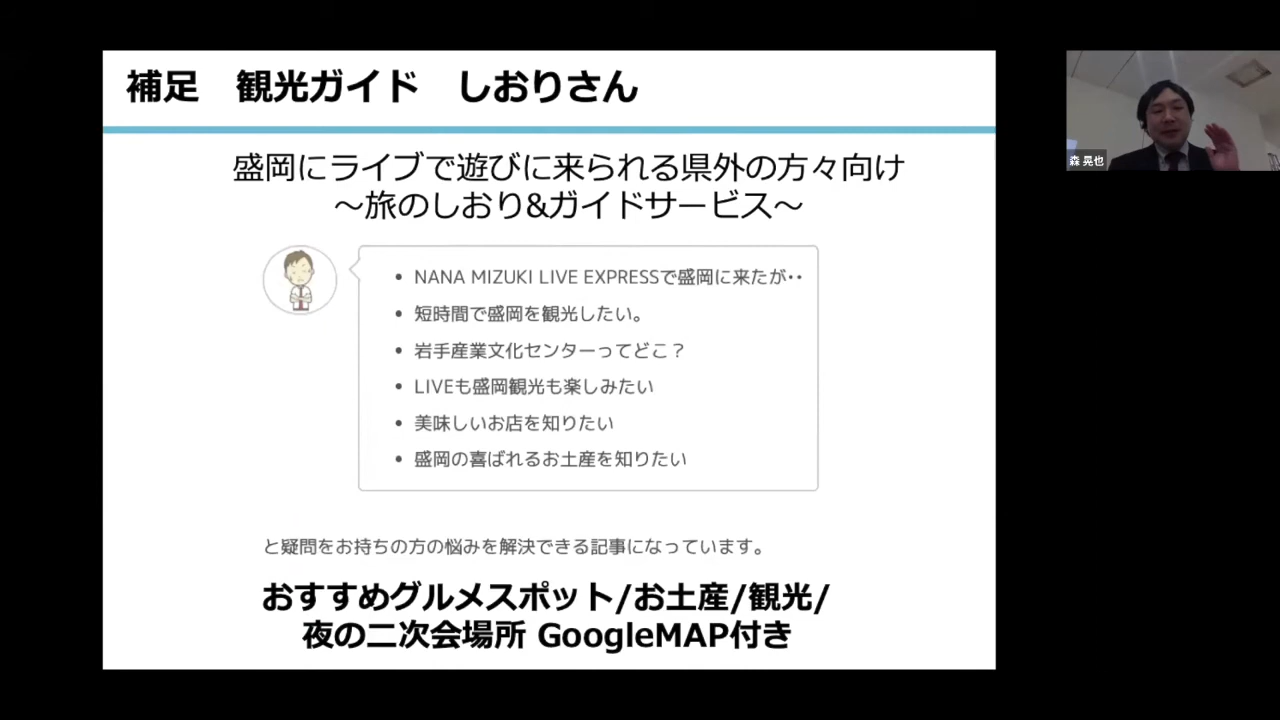 補足 観光ガイド しおりさん
盛岡にライブで遊びに来られる県外の方々向け
～旅のしおり&ガイドサービス～
• NANA MIZUKI LIVE EXPRESSで盛岡に来たが‥
• 短時間で盛岡を観光したい。
• 岩手産業文化センターってどこ？
• LIVEも盛岡観光も楽しみたい
• 美味しいお店を知りたい
• 盛岡の喜ばれるお土産を知りたい
と疑問をお持ちの方の悩みを解決できる記事になっています。
おすすめグルメスポット/お土産/観光/
夜の二次会場所 GoogleMAP付き
森 晃也